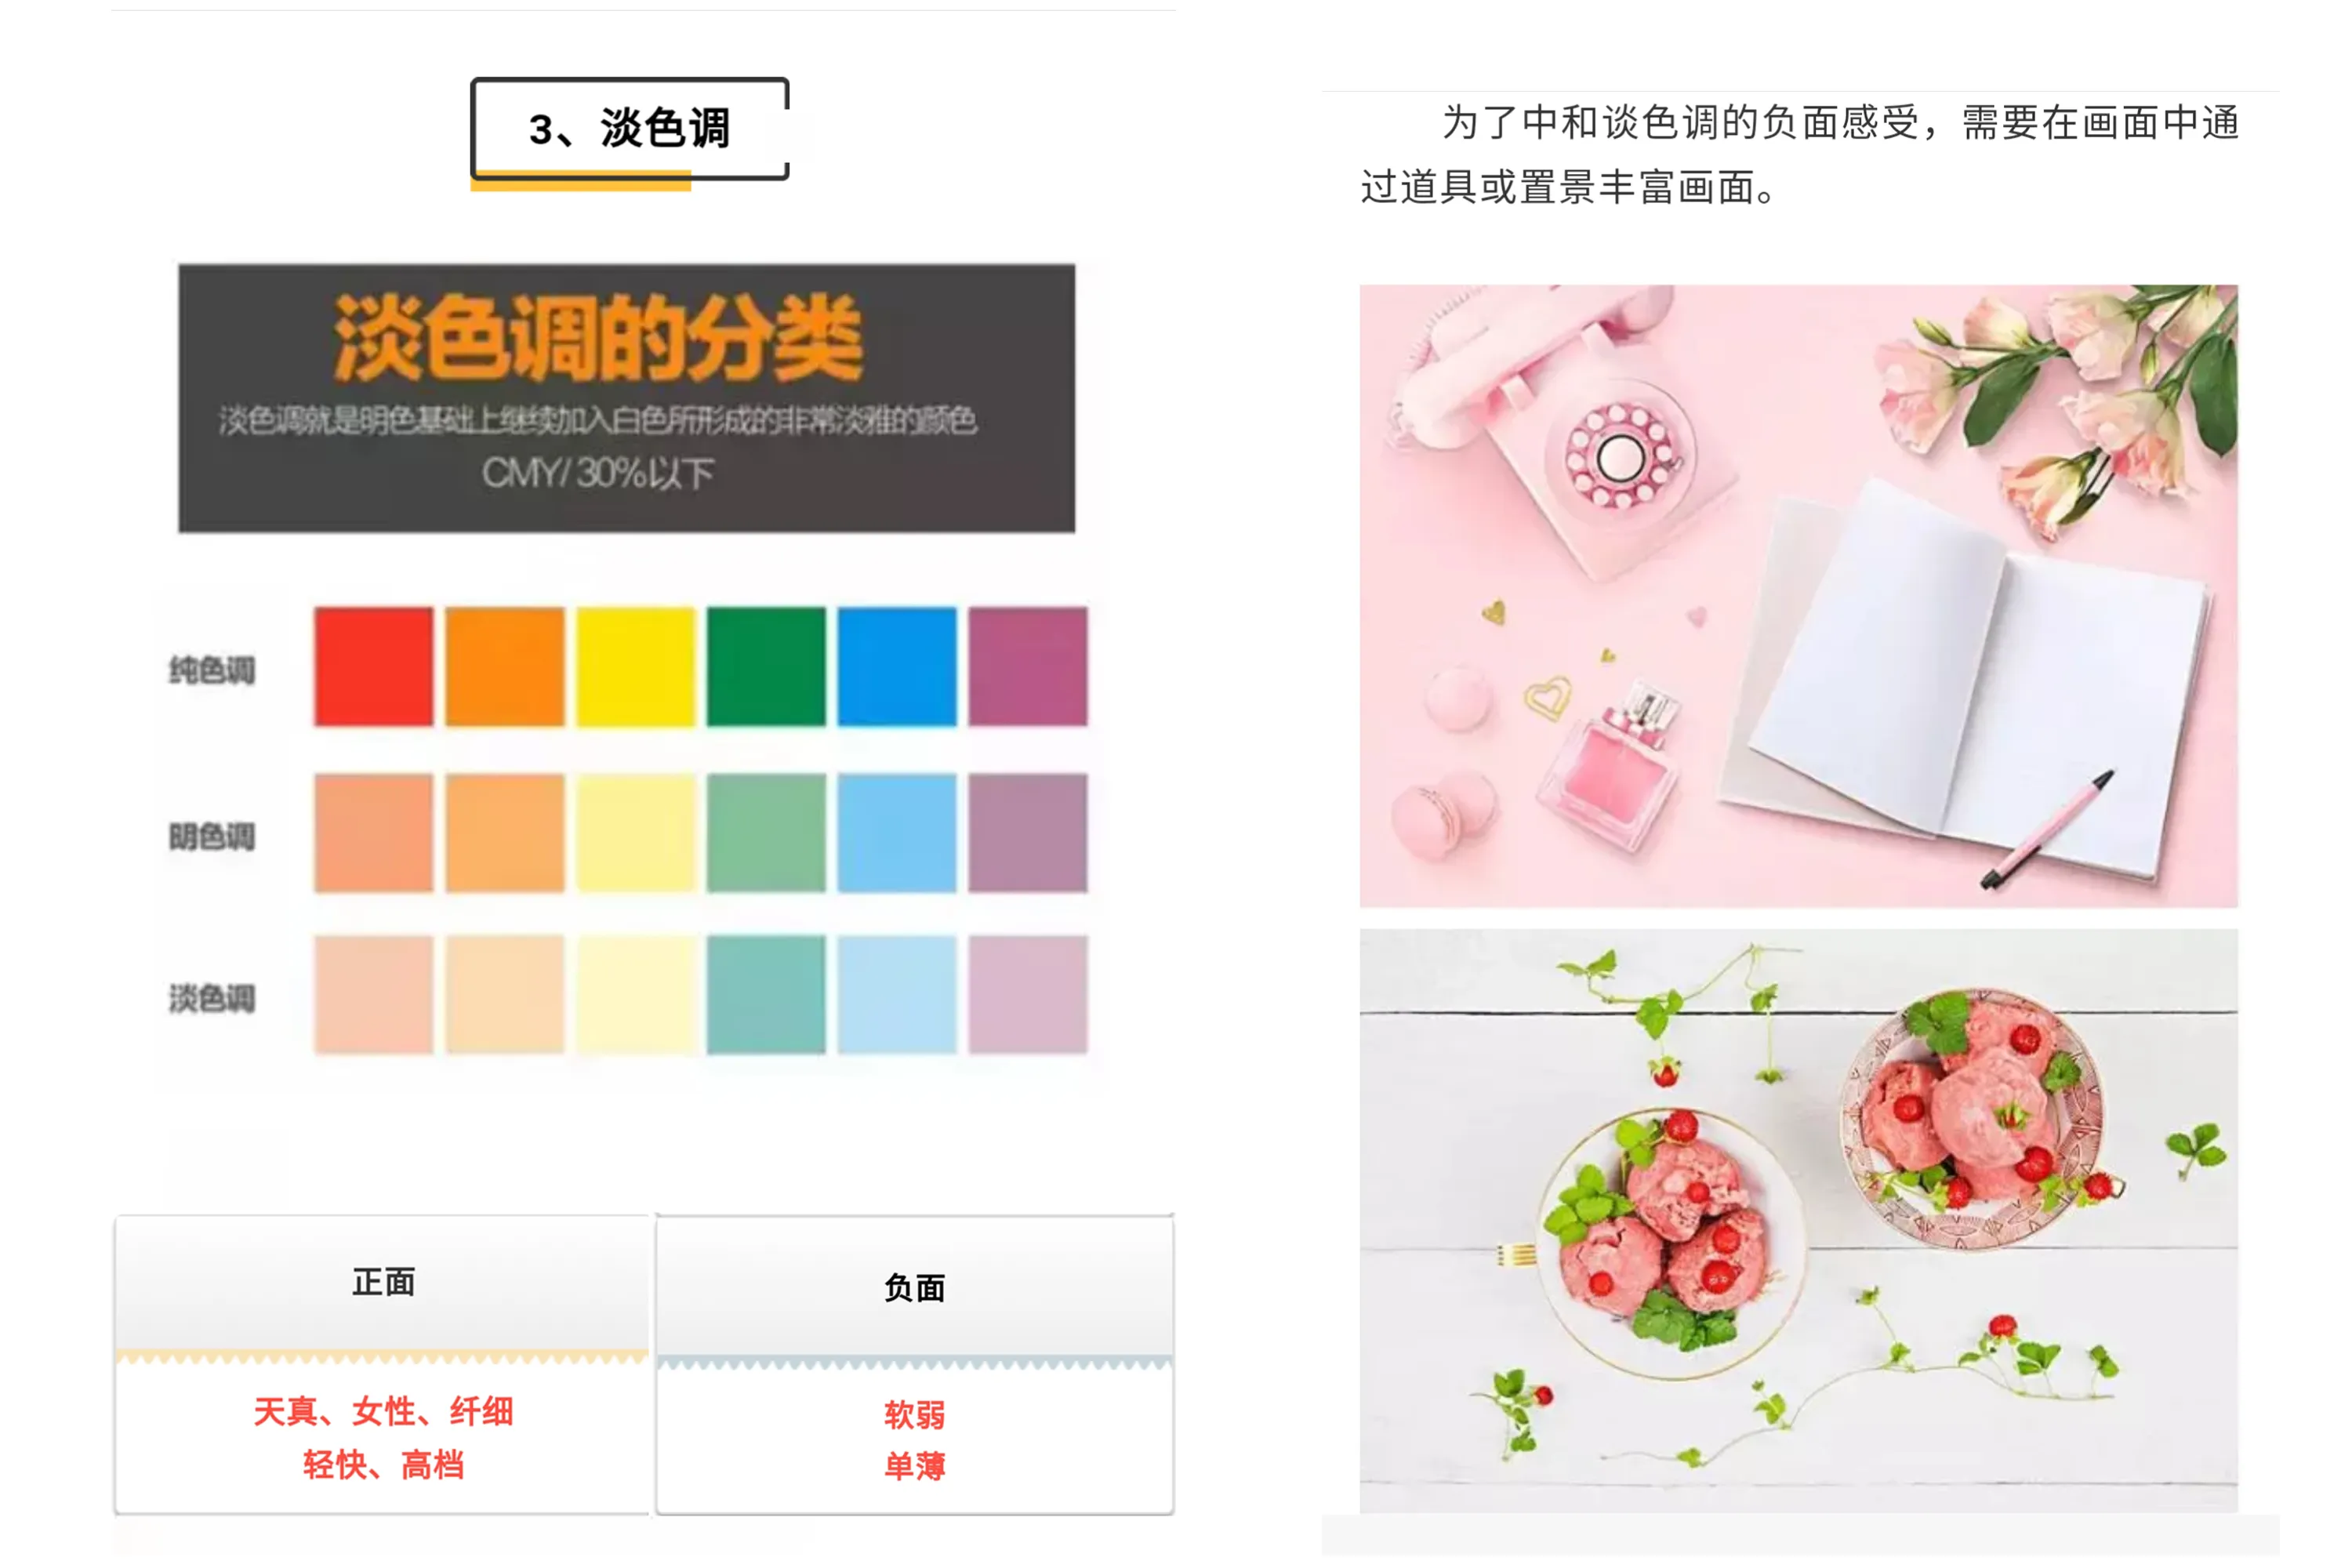 3、淡色调
淡色调的分类
淡色调就是明色基础上继续加入白色所形成的非常淡雅的颜色
CMY/30%以下
纯色调
明色调
淡色调
正面
天真、女性、纤细
轻快、高档
负面
软弱
单薄
为了中和谈色调的负面感受，需要在画面中通
过道具或置景丰富画面。